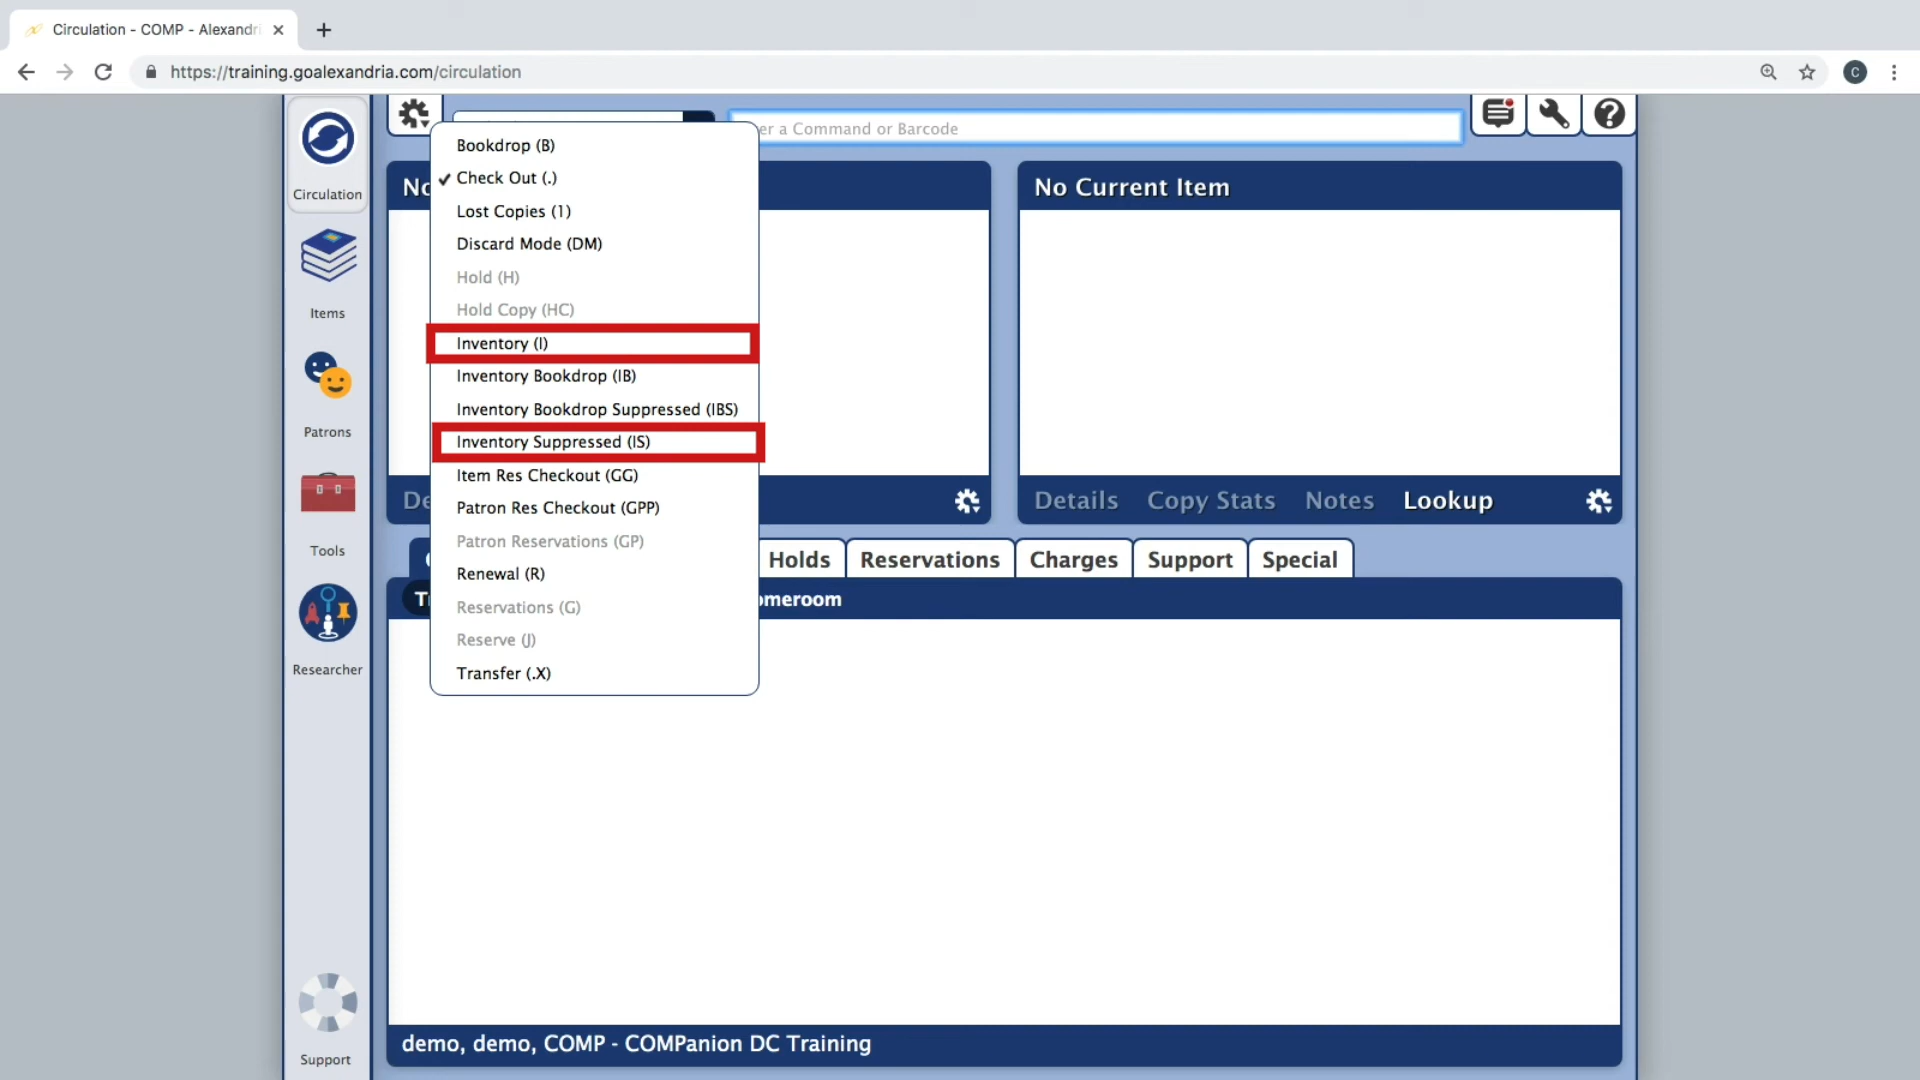 Circulation - COMP - Alexandri
https://training.goalexandria.com/circulation
C
Circulation
Items
Patrons
Tools
Researcher
Support
er a Command or Barcode
Bookdrop (B)
Check Out (.)
Lost Copies (1)
Discard Mode (DM)
Hold (H)
Hold Copy (HC)
Inventory (I)
Inventory Bookdrop (IB)
Inventory Bookdrop Suppressed (IBS)
Inventory Suppressed (IS)
Item Res Checkout (GG)
Patron Res Checkout (GPP)
Patron Reservations (GP)
Renewal (R)
Reservations (G)
Reserve (J)
Transfer (.X)
No
De
No Current Item
Details Copy Stats Notes Lookup
Holds Reservations Charges Support Special
omeroom
demo, demo, COMP - COMPanion DC Training